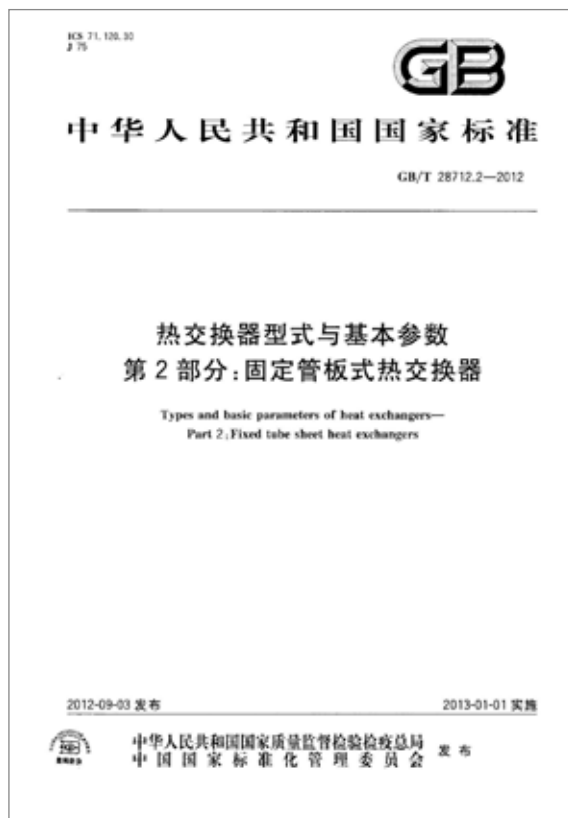 ICS 71.120.30
J 75
GB
中华人民共和国国家标准
GB/T 28712.2—2012
热交换器型式与基本参数
第2部分:固定管板式热交换器
Types and basic parameters of heat exchangers—
Part 2:Fixed tube sheet heat exchangers
2012-09-03 发布
2013-01-01 实施
中华人民共和国国家质量监督检验检疫总局
中国国家标准化管理委员会
发布